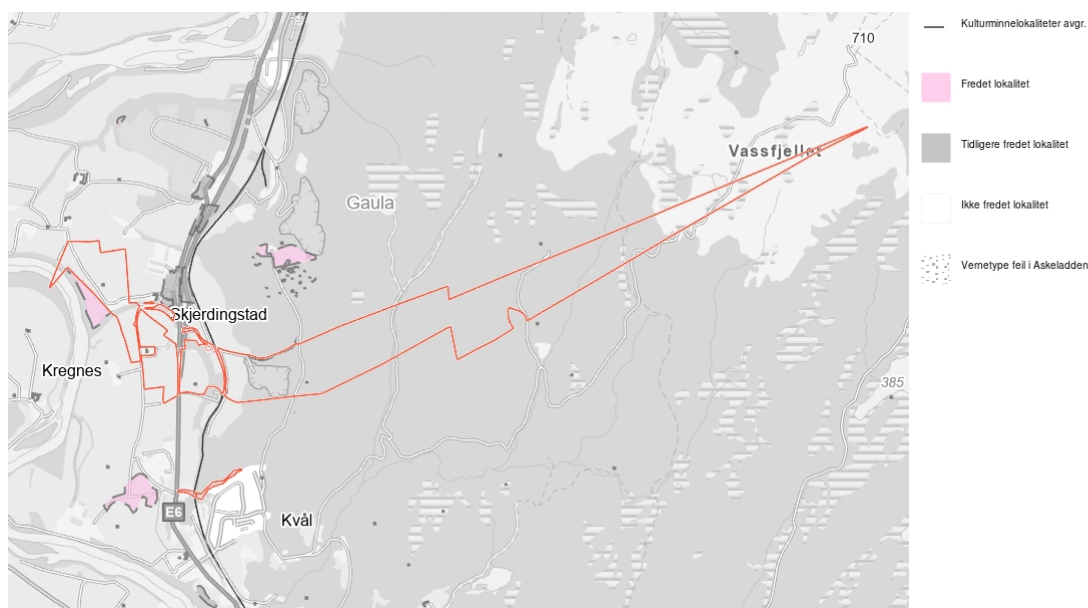 710
Vassfjellet
Gaula
Skjerdingstad
Kregnes
385
E6
Kvål
Kulturminnelokaliteter avgr.
Fredet lokalitet
Tidligere fredet lokalitet
Ikke fredet lokalitet
Vernetype feil i Askeladden